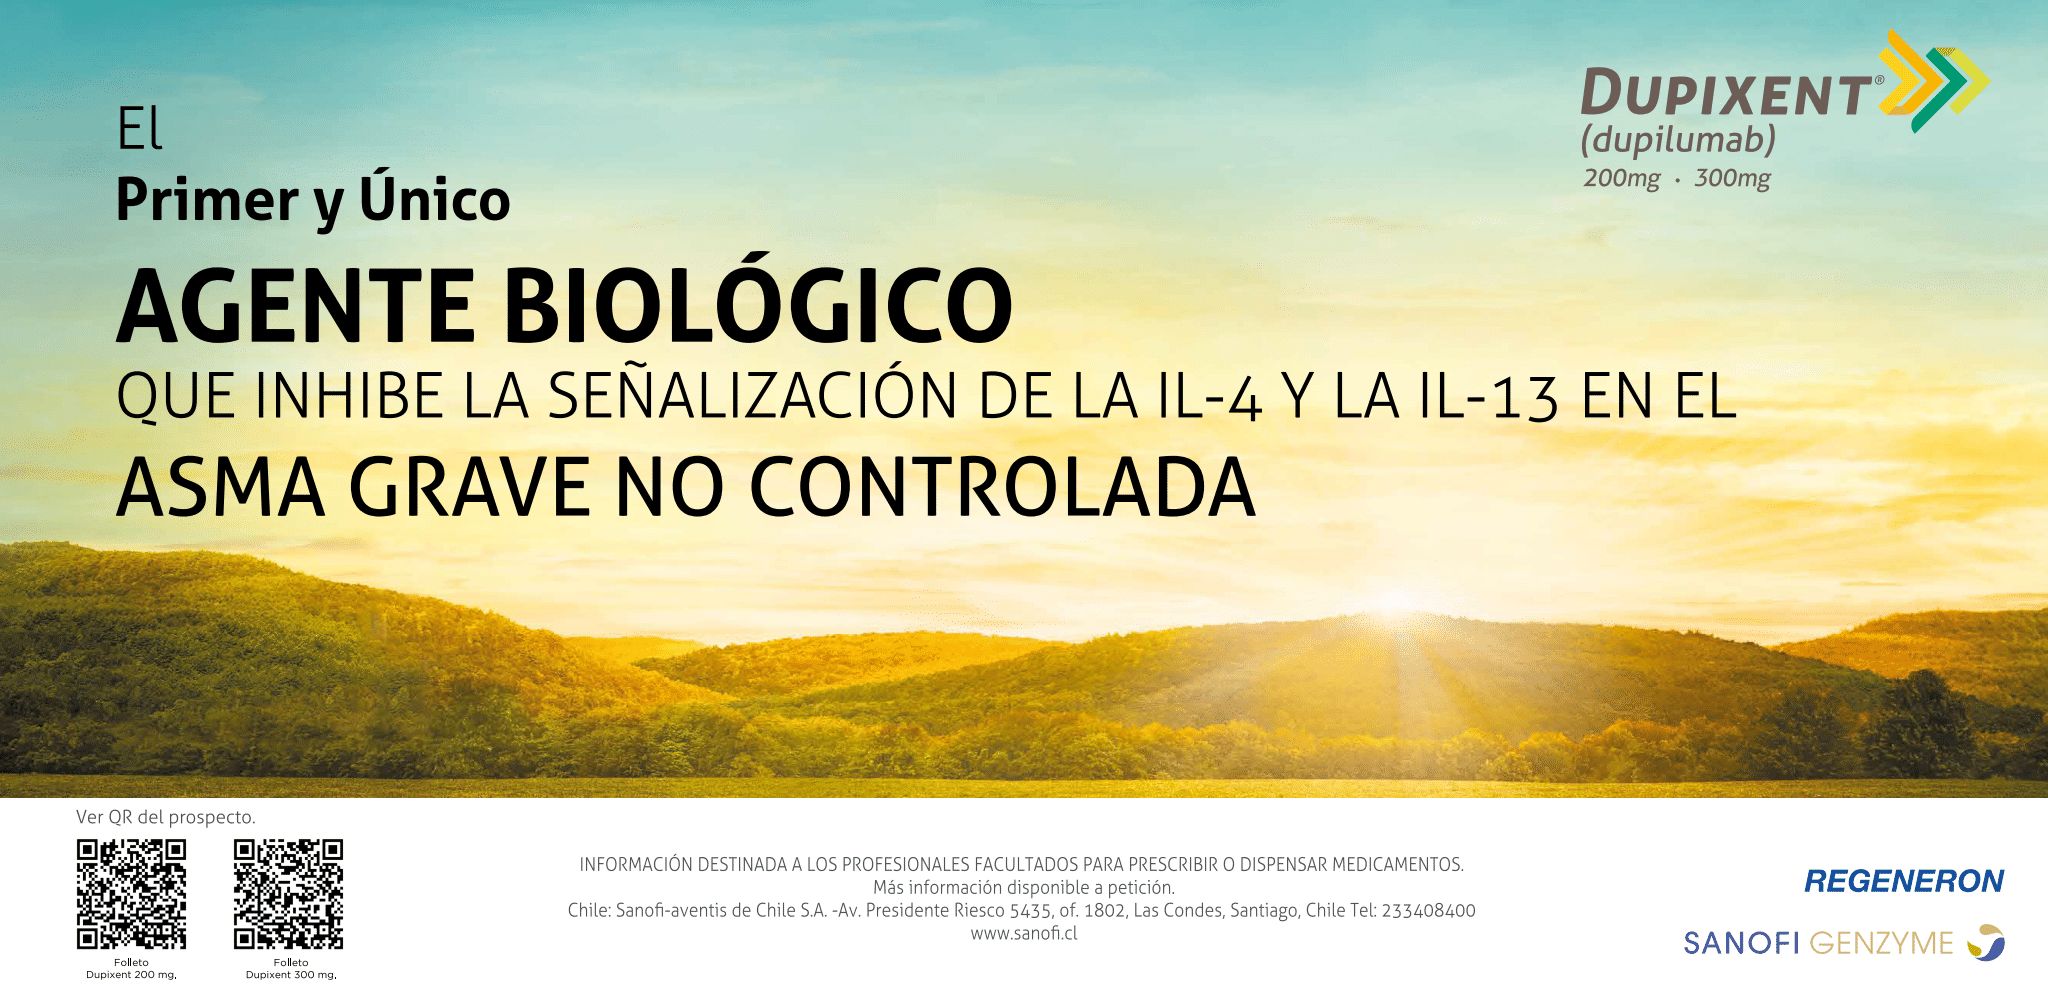 El
Primer y Único
AGENTE BIOLÓGICO
QUE INHIBE LA SEÑALIZACIÓN DE LA IL-4 Y LA IL-13 EN EL
ASMA GRAVE NO CONTROLADA
DUPIXENT®
(dupilumab)
200mg · 300mg
Ver QR del prospecto.
Folleto
Dupixent 200 mg.
Folleto
Dupixent 300 mg.
INFORMACIÓN DESTINADA A LOS PROFESIONALES FACULTADOS PARA PRESCRIBIR O DISPENSAR MEDICAMENTOS.
Más información disponible a petición.
Chile: Sanofi-aventis de Chile S.A. -Av. Presidente Riesco 5435, of. 1802, Las Condes, Santiago, Chile Tel: 233408400
www.sanofi.cl
REGENERON
SANOFI GENZYME